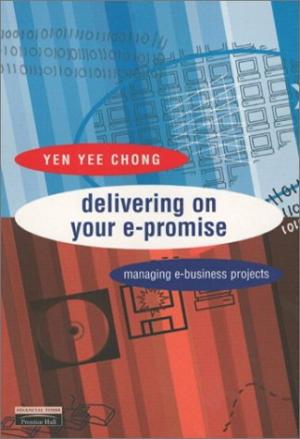 YEN YEE CHONG
delivering on
your e-promise
managing e-business projects
FINANCIAL TIMES
Prentice Hall